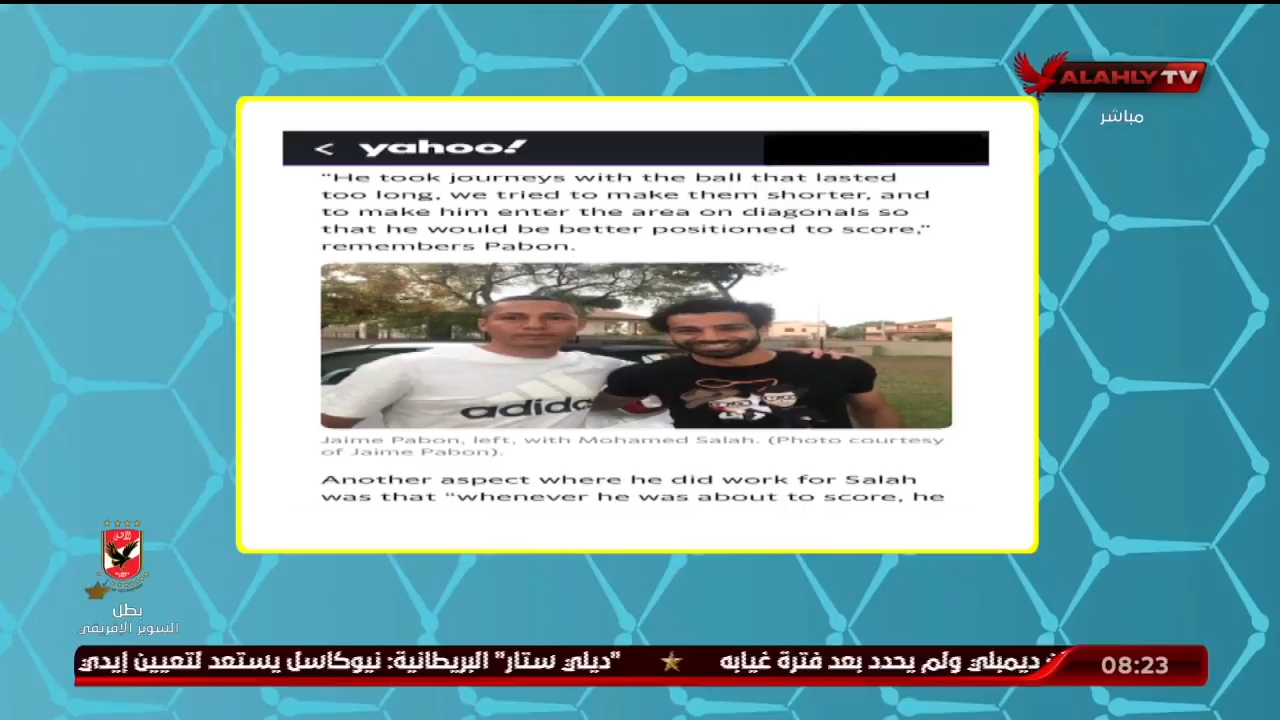 ALAHLY TV
مباشر
< yahoo!
“He took journeys with the ball that lasted
too long, we tried to make them shorter, and
to make him enter the area on diagonals so
that he would be better positioned to score,”
remembers Pabon.
adidas
Jaime Pabon, left, with Mohamed Salah. (Photo courtesy
of Jaime Pabon).
Another aspect where he did work for Salah
was that “whenever he was about to score, he
بطل
السوبر الإفريقي
ديمبلي ولم يحدد بعد فترة غيابه
"ديلي ستار" البريطانية: نيوكاسل يستعد لتعيين إيدي
08:23